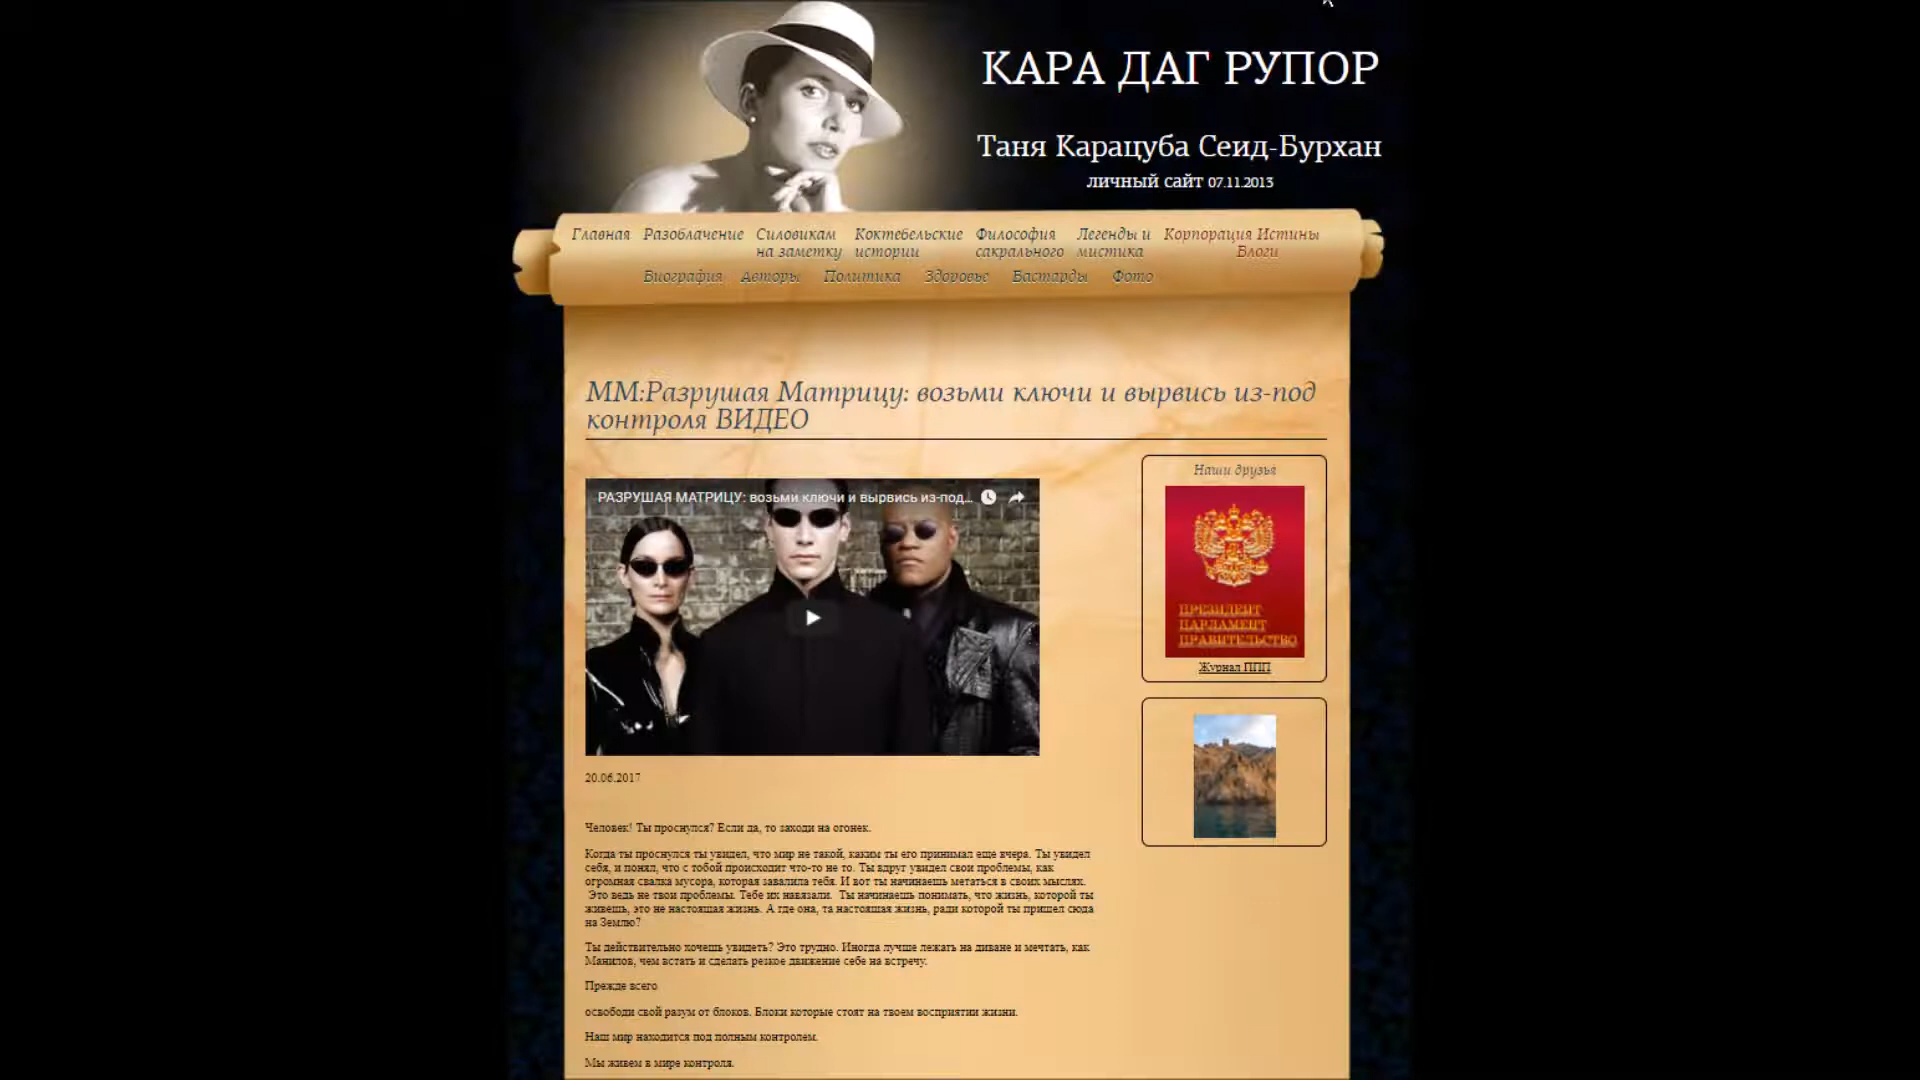 КАРА ДАГ РУПОР
Таня Карацуба Сеид-Бурхан
личный сайт 07.11.2013
Главная Разоблачение Силовикам на заметку Коктебельские истории Философия сакрального Легенды и мистика Корпорация Истины Блоги
Биография Авторы Политика Здоровье Вастарды Фото
ММ:Разрушая Матрицу: возьми ключи и вырвись из-под
контроля ВИДЕО
РАЗРУШАЯ МАТРИЦУ: возьми ключи и вырвись из-под...
20.06.2017
Человек! Ты проснулся? Если да, то заходи на огонек.
Когда ты проснулся ты увидел, что мир не такой, каким ты его принимал еще вчера. Ты увидел
себя, и понял, что с тобой происходит что-то не то. Ты вдруг увидел свои проблемы, как
огромная свалка мусора, которая завалила тебя. И вот ты начинаешь метаться в своих мыслях.
Это ведь не твои проблемы. Тебе их навязали. Ты начинаешь понимать, что жизнь, которой ты
живешь, это не настоящая жизнь. А где она, та настоящая жизнь, ради которой ты пришел сюда
на Землю?
Ты действительно хочешь увидеть? Это трудно. Иногда лучше лежать на диване и мечтать, как
Манилов, чем встать и сделать резкое движение себе на встречу.
Прежде всего
освободи свой разум от блоков. Блоки которые стоят на твоем восприятии жизни.
Наш мир находится под полным контролем.
Мы живем в мире контроля.
Наши друзья
ПРЕЗИДЕНТ
ПАРЛАМЕНТ
ПРАВИТЕЛЬСТВО
Журнал ППП